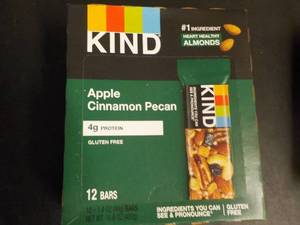 KIND
#1 INGREDIENT
HEART HEALTHY
ALMONDS
Apple
Cinnamon Pecan
4g PROTEIN
GLUTEN FREE
KIND
12 BARS
INGREDIENTS YOU CAN
SEE & PRONOUNCE
GLUTEN
FREE